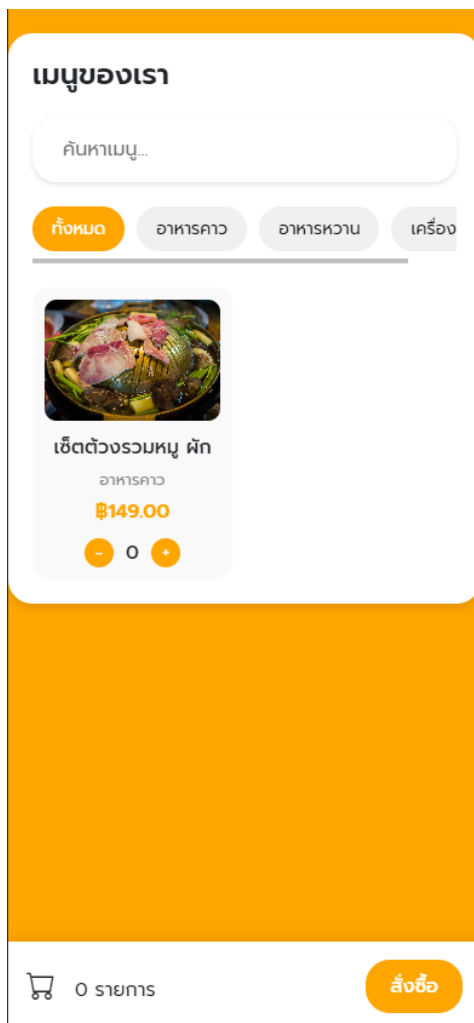 เมนูของเรา
ค้นหาเมนู...
ทั้งหมด อาหารคาว อาหารหวาน เครื่อง
เซ็ตต้วงรวมหมู ผัก
อาหารคาว
฿149.00
- 0 +
0 รายการ สั่งซื้อ